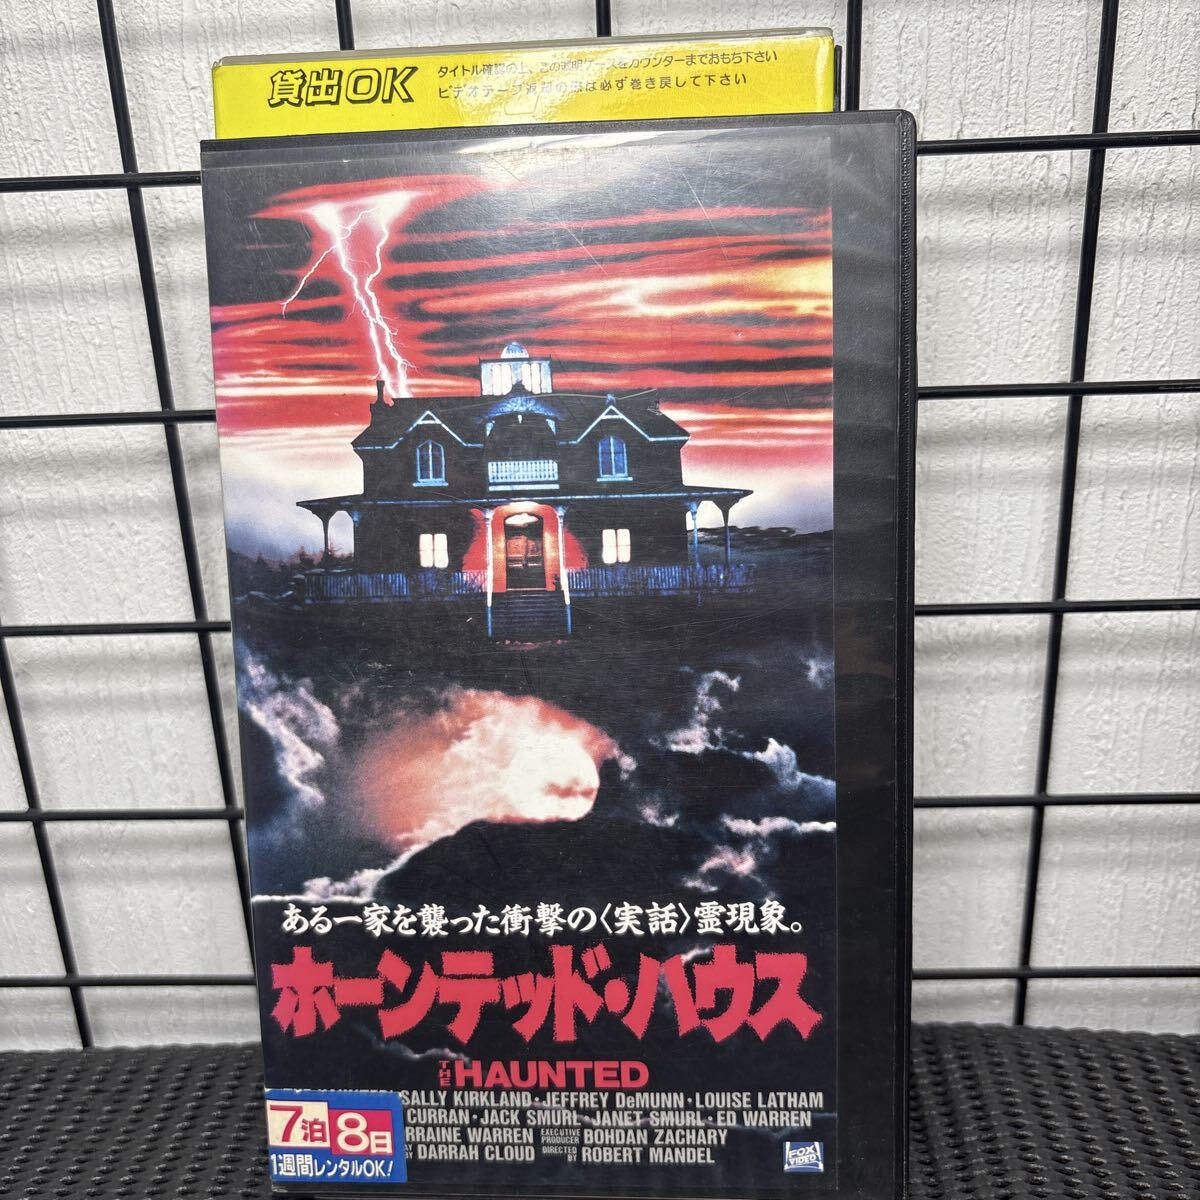 貸出OK
タイトル確認の上、この透明ケースをカウンターまでおもち下さい
ビデオテープ返却の際は必ず巻き戻して下さい
ある一家を襲った衝撃の〈実話〉霊現象。
ホーンテッド・ハウス
THE HAUNTED
SALLY KIRKLAND・JEFFREY DeMUNN・LOUISE LATHAM
CURRAN・JACK SMURL・JANET SMURL・ED WARREN
WARREN EXECUTIVE PRODUCER BOHDAN ZACHARY
DARRAH CLOUD DIRECTED BY ROBERT MANDEL
7泊8日
1週間レンタルOK!
FOX VIDEO